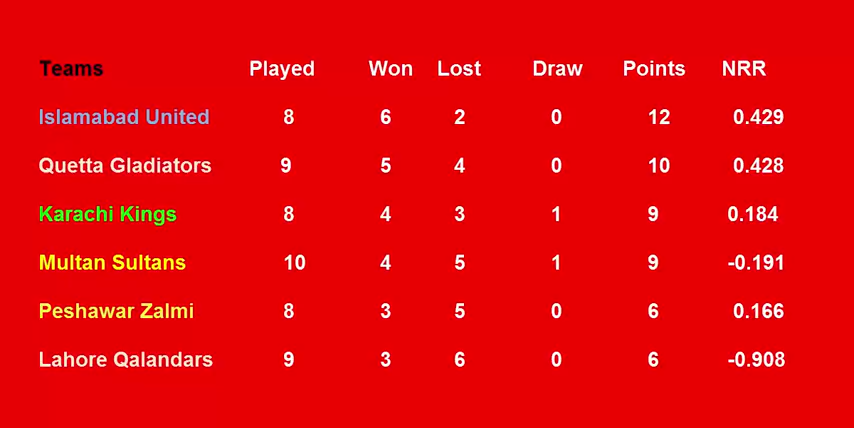 Teams Played Won Lost Draw Points NRR
Islamabad United 8 6 2 0 12 0.429
Quetta Gladiators 9 5 4 0 10 0.428
Karachi Kings 8 4 3 1 9 0.184
Multan Sultans 10 4 5 1 9 -0.191
Peshawar Zalmi 8 3 5 0 6 0.166
Lahore Qalandars 9 3 6 0 6 -0.908